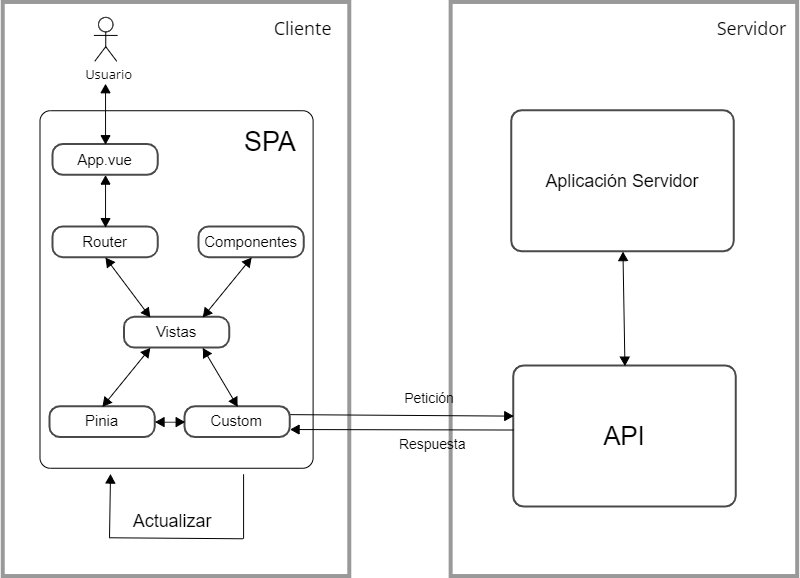 Cliente
Servidor
Usuario
SPA
App.vue
Aplicación Servidor
Router
Componentes
Vistas
Petición
Pinia
Custom
API
Respuesta
Actualizar